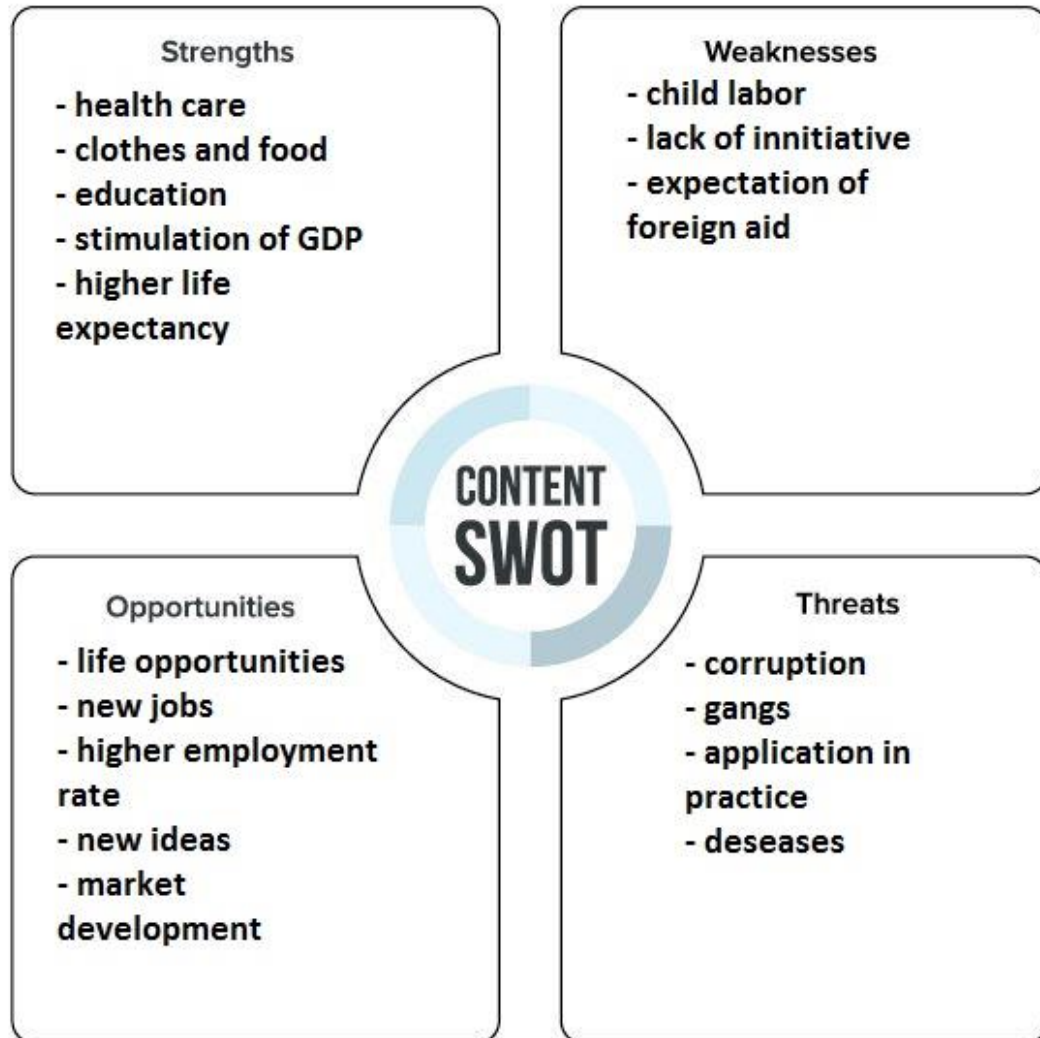 Strengths
- health care
- clothes and food
- education
- stimulation of GDP
- higher life
expectancy
Weaknesses
- child labor
- lack of innitiative
- expectation of
foreign aid
CONTENT
SWOT
Opportunities
- life opportunities
- new jobs
- higher employment
rate
- new ideas
- market
development
Threats
- corruption
- gangs
- application in
practice
- deseases